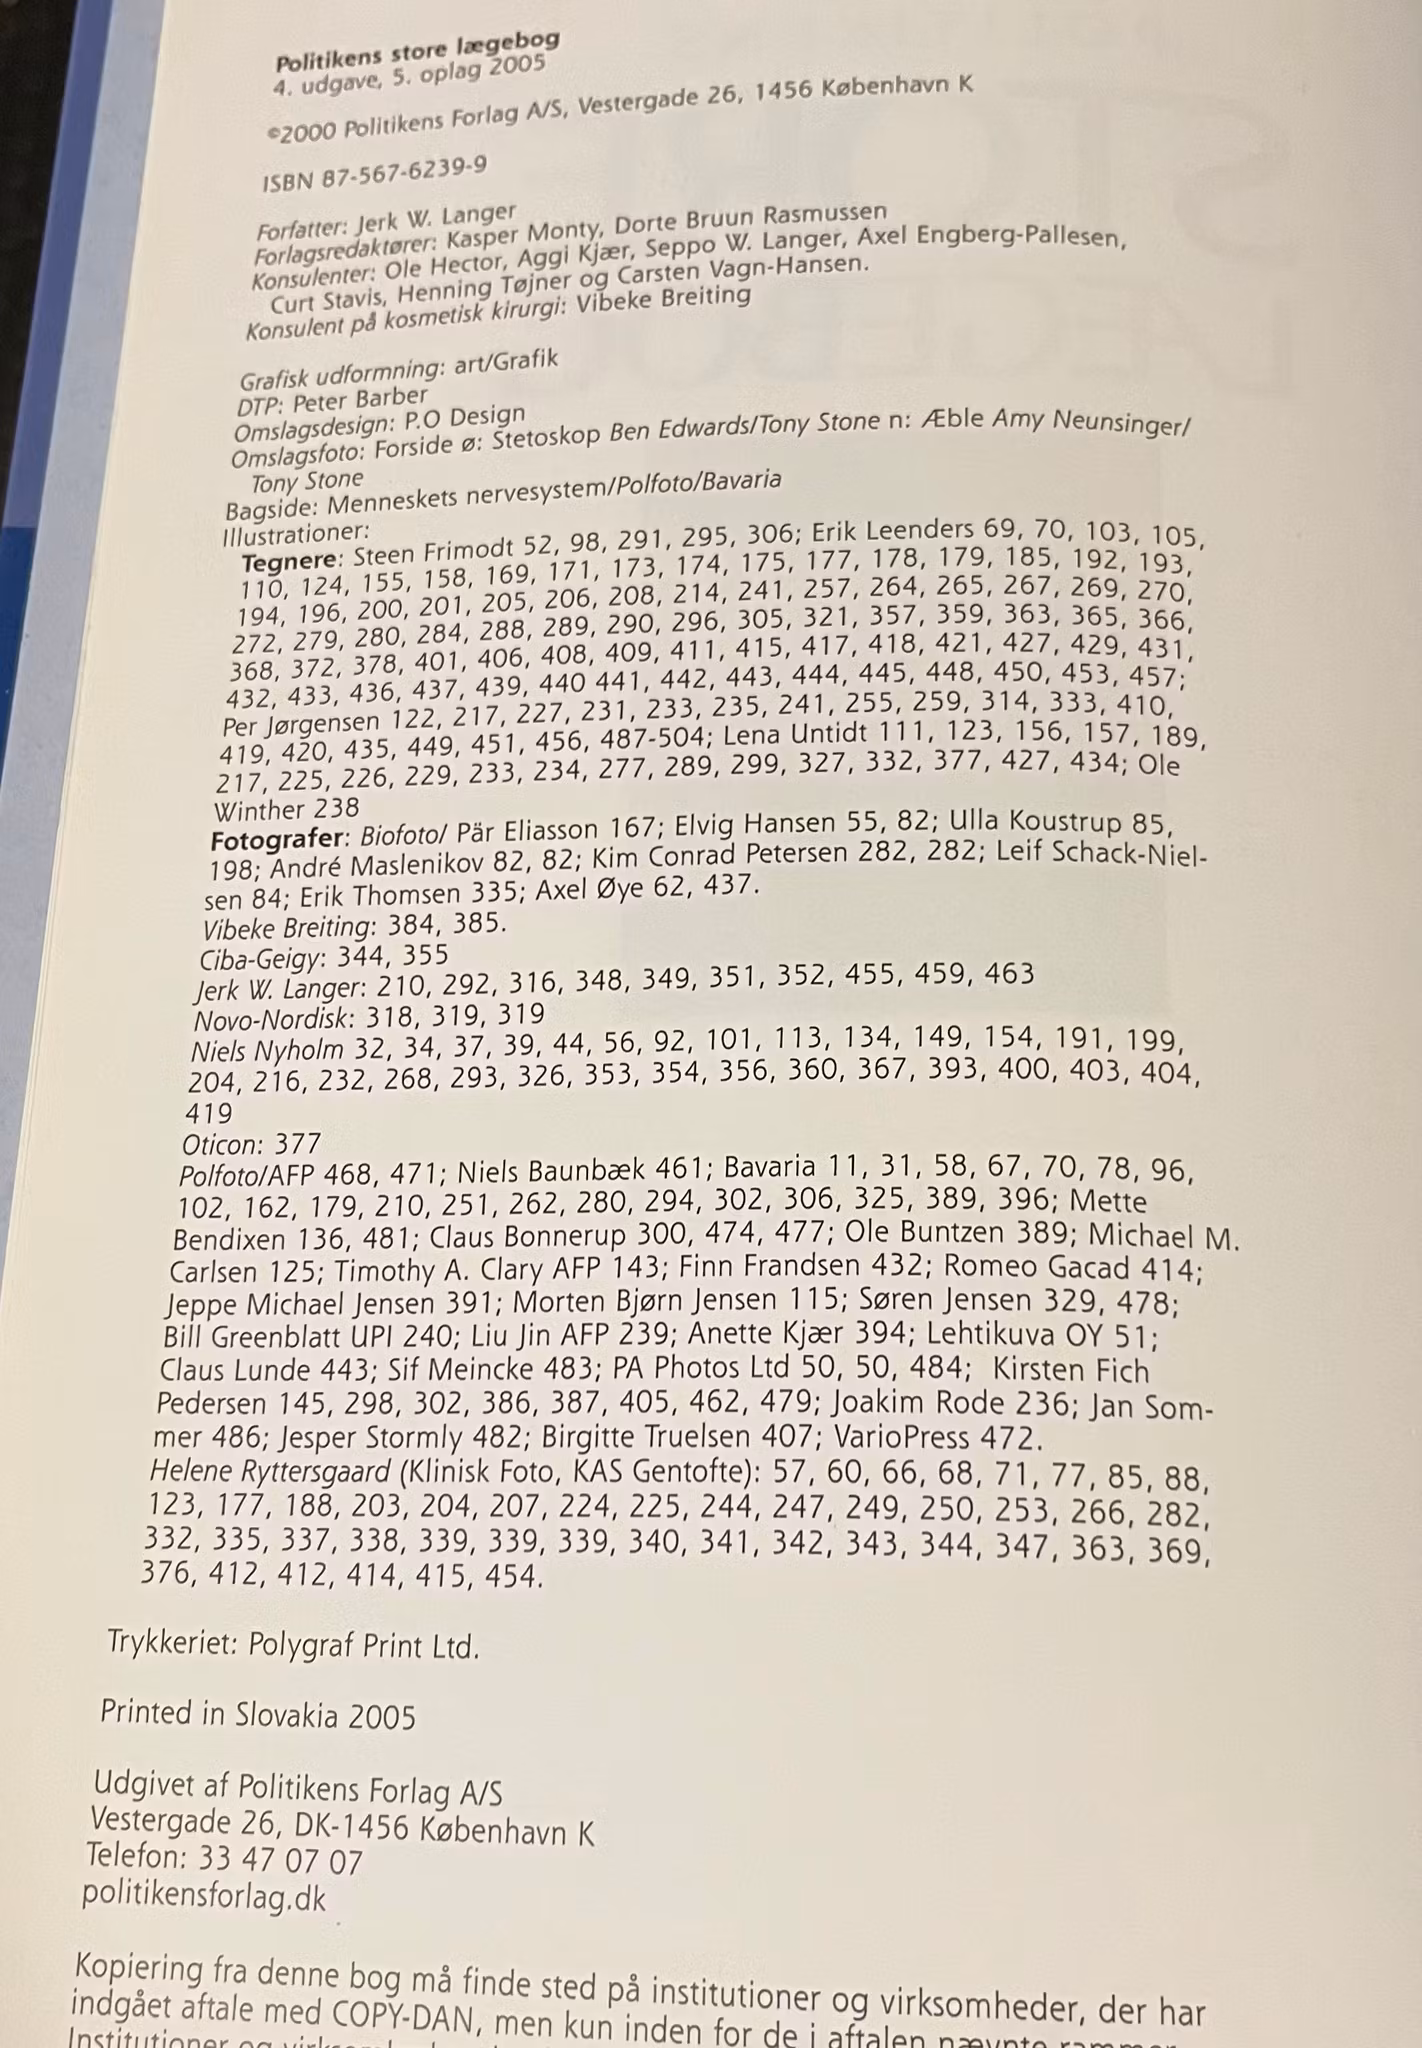 Politikens store lægebog
4. udgave, 5. oplag 2005
©2000 Politikens Forlag A/S, Vestergade 26, 1456 København K
ISBN 87-567-6239-9
Forfatter: Jerk W. Langer
Forlagsredaktører: Kasper Monty, Dorte Bruun Rasmussen
Konsulenter: Ole Hector, Aggi Kjær, Seppo W. Langer, Axel Engberg-Pallesen,
Curt Stavis, Henning Tøjner og Carsten Vagn-Hansen.
Konsulent på kosmetisk kirurgi: Vibeke Breiting
Grafisk udformning: art/Grafik
DTP: Peter Barber
Omslagsdesign: P.O Design
Omslagsfoto: Forside ø: Stetoskop Ben Edwards/Tony Stone n: Æble Amy Neunsinger/
Tony Stone
Bagside: Menneskets nervesystem/Polfoto/Bavaria
Illustrationer:
Tegnere: Steen Frimodt 52, 98, 291, 295, 306; Erik Leenders 69, 70, 103, 105,
110, 124, 155, 158, 169, 171, 173, 174, 175, 177, 178, 179, 185, 192, 193,
194, 196, 200, 201, 205, 206, 208, 214, 241, 257, 264, 265, 267, 269, 270,
272, 279, 280, 284, 288, 289, 290, 296, 305, 321, 357, 359, 363, 365, 366,
368, 372, 378, 401, 406, 408, 409, 411, 415, 417, 418, 421, 427, 429, 431,
432, 433, 436, 437, 439, 440 441, 442, 443, 444, 445, 448, 450, 453, 457;
Per Jørgensen 122, 217, 227, 231, 233, 235, 241, 255, 259, 314, 333, 410,
419, 420, 435, 449, 451, 456, 487-504; Lena Untidt 111, 123, 156, 157, 189,
217, 225, 226, 229, 233, 234, 277, 289, 299, 327, 332, 377, 427, 434; Ole
Winther 238
Fotografer: Biofoto/ Pär Eliasson 167; Elvig Hansen 55, 82; Ulla Koustrup 85,
198; André Maslenikov 82, 82; Kim Conrad Petersen 282, 282; Leif Schack-Niel-
sen 84; Erik Thomsen 335; Axel Øye 62, 437.
Vibeke Breiting: 384, 385.
Ciba-Geigy: 344, 355
Jerk W. Langer: 210, 292, 316, 348, 349, 351, 352, 455, 459, 463
Novo-Nordisk: 318, 319, 319
Niels Nyholm 32, 34, 37, 39, 44, 56, 92, 101, 113, 134, 149, 154, 191, 199,
204, 216, 232, 268, 293, 326, 353, 354, 356, 360, 367, 393, 400, 403, 404,
419
Oticon: 377
Polfoto/AFP 468, 471; Niels Baunbæk 461; Bavaria 11, 31, 58, 67, 70, 78, 96,
102, 162, 179, 210, 251, 262, 280, 294, 302, 306, 325, 389, 396; Mette
Bendixen 136, 481; Claus Bonnerup 300, 474, 477; Ole Buntzen 389; Michael M.
Carlsen 125; Timothy A. Clary AFP 143; Finn Frandsen 432; Romeo Gacad 414;
Jeppe Michael Jensen 391; Morten Bjørn Jensen 115; Søren Jensen 329, 478;
Bill Greenblatt UPI 240; Liu Jin AFP 239; Anette Kjær 394; Lehtikuva OY 51;
Claus Lunde 443; Sif Meincke 483; PA Photos Ltd 50, 50, 484; Kirsten Fich
Pedersen 145, 298, 302, 386, 387, 405, 462, 479; Joakim Rode 236; Jan Som-
mer 486; Jesper Stormly 482; Birgitte Truelsen 407; VarioPress 472.
Helene Ryttersgaard (Klinisk Foto, KAS Gentofte): 57, 60, 66, 68, 71, 77, 85, 88,
123, 177, 188, 203, 204, 207, 224, 225, 244, 247, 249, 250, 253, 266, 282,
332, 335, 337, 338, 339, 339, 339, 340, 341, 342, 343, 344, 347, 363, 369,
376, 412, 412, 414, 415, 454.
Trykkeriet: Polygraf Print Ltd.
Printed in Slovakia 2005
Udgivet af Politikens Forlag A/S
Vestergade 26, DK-1456 København K
Telefon: 33 47 07 07
politikensforlag.dk
Kopiering fra denne bog må finde sted på institutioner og virksomheder, der har
indgået aftale med COPY-DAN, men kun inden for de i aftalen nævnte rammer
Institutioner og